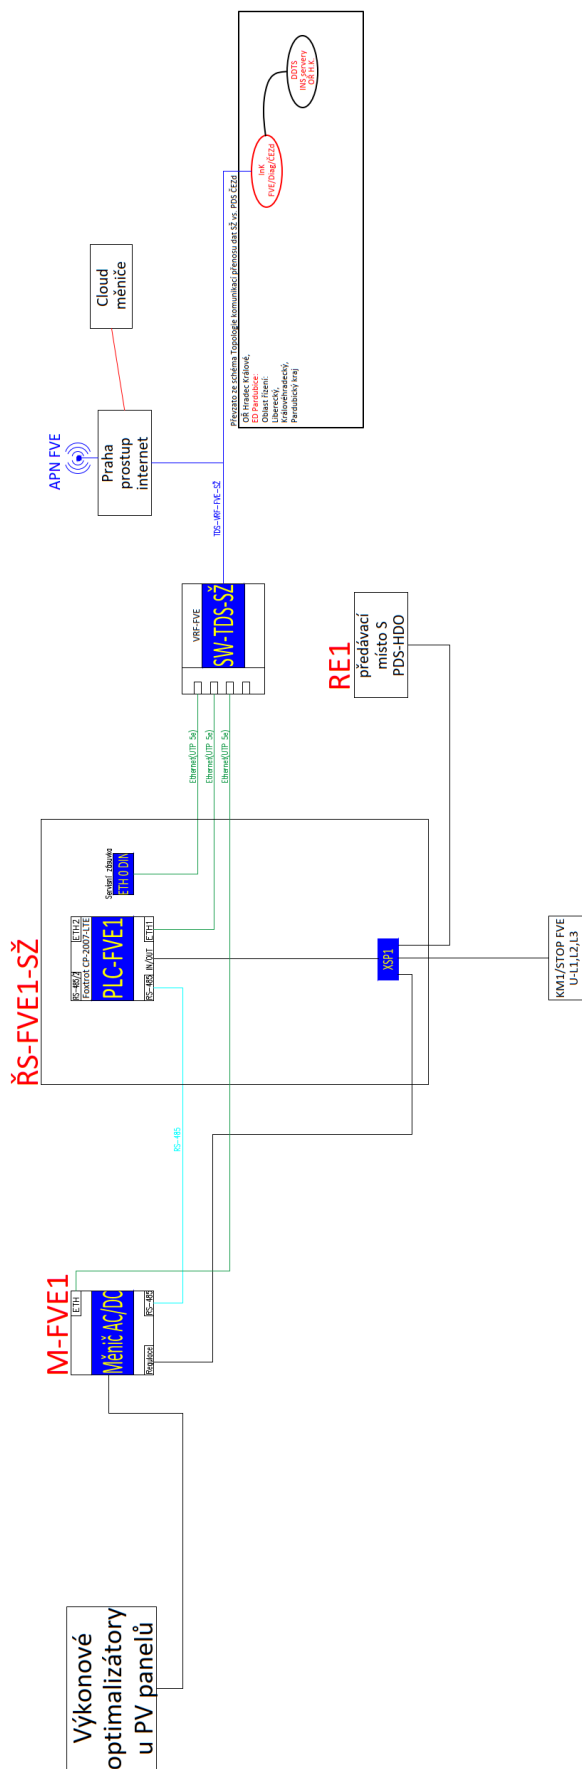 DDTS
INS servery
OŘ H.K.
InK
FVE/Diag/ČEZd
Převzato ze schéma Topologie komunikací přenosu dat SŽ vs. PDS ČEZd
OŘ Hradec Králové,
ED Pardubice:
Oblast řízení:
Liberecký,
Královéhradecký,
Pardubický kraj
Cloud
měniče
APN FVE
Praha
prostup
internet
TDS-VRF-FVE-SŽ
VRF-FVE
SW-TDS-SŽ
RE1
předávací
místo S
PDS-HDO
Ethernet(UTP 5e)
Ethernet(UTP 5e)
Ethernet(UTP 5e)
ŘS-FVE1-SŽ
Servisní zásuvka
ETH 0 DIN
ETH2
Foxtrot CP-2007-LTE
PLC-FVE1
ETH1
IN/OUT
RS-485
XSP1
KM1/STOP FVE
U-L1,L2,L3
RS-485
M-FVE1
ETH
Měnič AC/DC
RS-485
Regulace
Výkonové
optimalizátory
u PV panelů